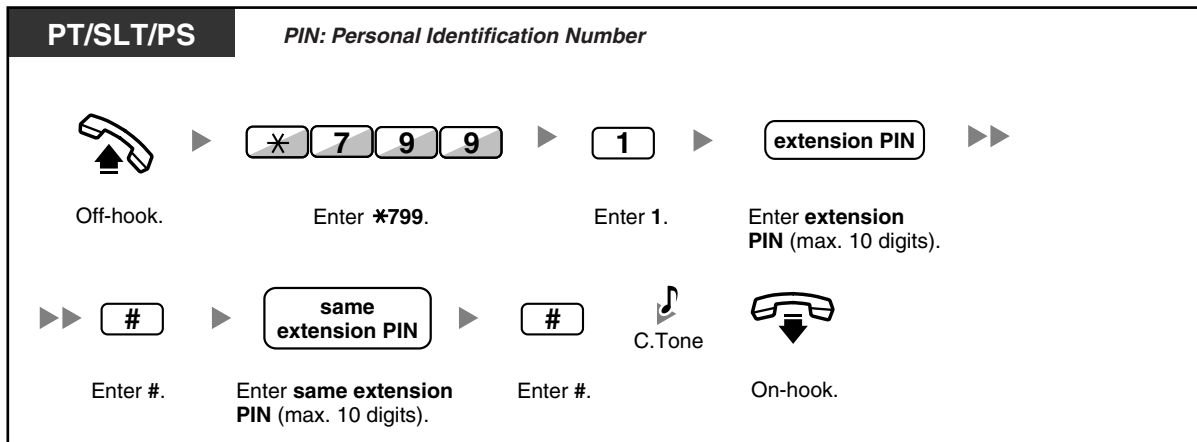 PT/SLT/PS
PIN: Personal Identification Number
* 7 9 9
1
extension PIN
Off-hook.
Enter *799.
Enter 1.
Enter extension
PIN (max. 10 digits).
#
same
extension PIN
#
C.Tone
Enter #.
Enter same extension
PIN (max. 10 digits).
Enter #.
On-hook.